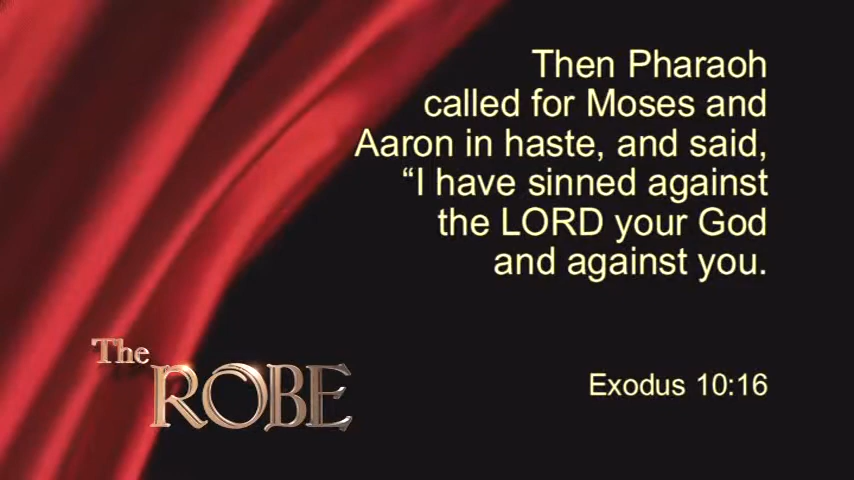 Then Pharaoh
called for Moses and
Aaron in haste, and said,
“I have sinned against
the LORD your God
and against you.
The
ROBE
Exodus 10:16